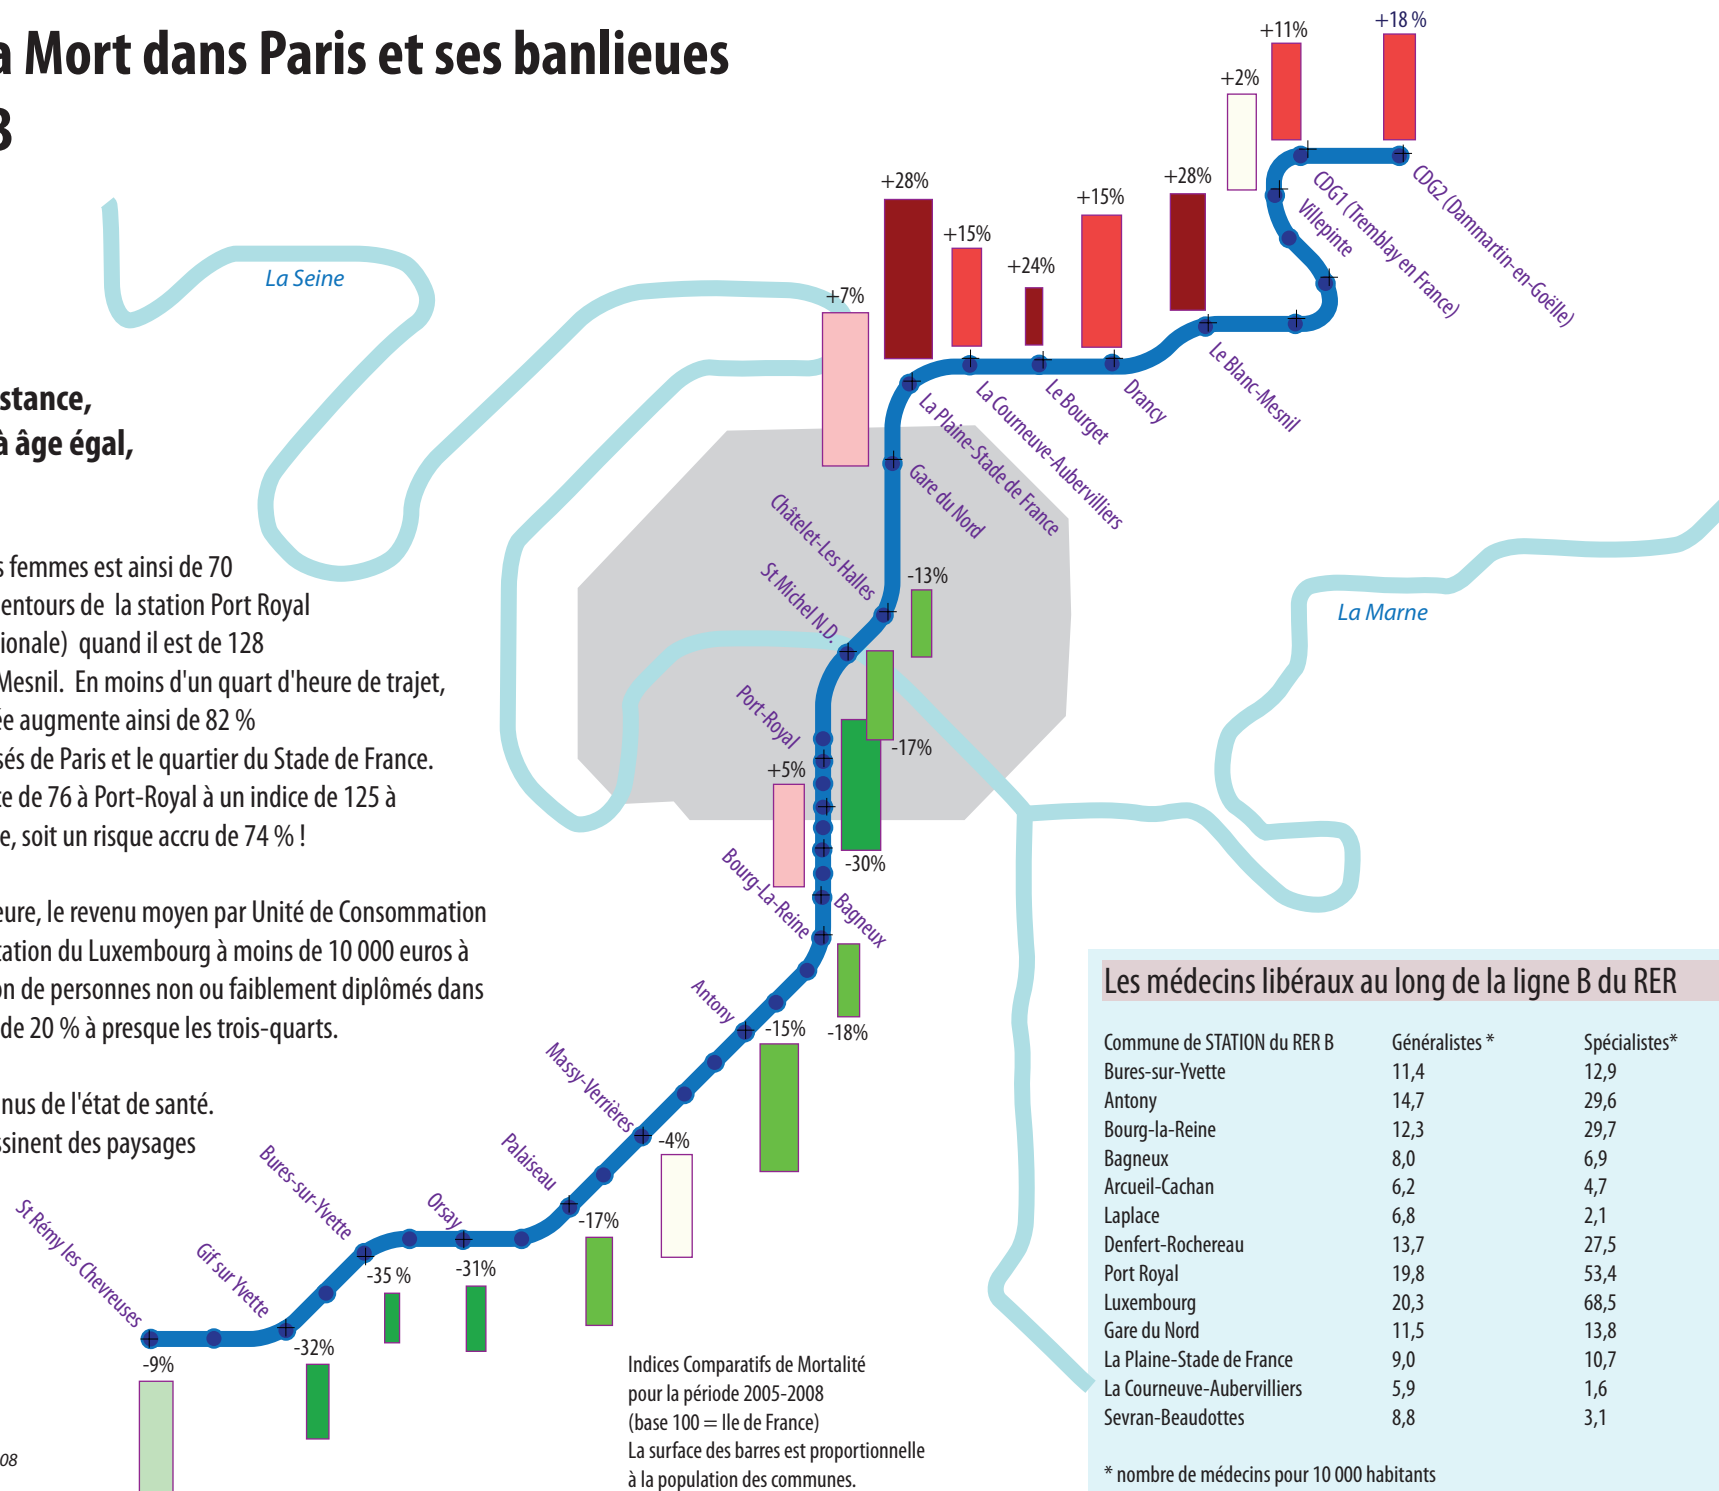 a Mort dans Paris et ses banlieues
B
stance,
à âge égal,
s femmes est ainsi de 70
entours de la station Port Royal
ionale) quand il est de 128
Mesnil. En moins d'un quart d'heure de trajet,
ée augmente ainsi de 82 %
sés de Paris et le quartier du Stade de France.
ce de 76 à Port-Royal à un indice de 125 à
e, soit un risque accru de 74 % !
eure, le revenu moyen par Unité de Consommation
tation du Luxembourg à moins de 10 000 euros à
on de personnes non ou faiblement diplômés dans
de 20 % à presque les trois-quarts.
nus de l'état de santé.
ssinent des paysages
08
La Seine
La Marne
+18 %
+11%
+2%
+28%
+15%
+24%
+15%
+28%
+7%
-13%
-17%
-30%
+5%
-18%
-15%
-4%
-17%
-31%
-35 %
-32%
-9%
CDG2 (Dammartin-en-Goëlle)
CDG1 (Tremblay en France)
Villepinte
Le Blanc-Mesnil
Drancy
Le Bourget
La Courneuve-Aubervilliers
La Plaine-Stade de France
Gare du Nord
Châtelet-Les Halles
St Michel N.D.
Port-Royal
Bagneux
Bourg-La-Reine
Antony
Massy-Verrières
Palaiseau
Orsay
Bures-sur-Yvette
Gif sur Yvette
St Rémy les Chevreuses
Indices Comparatifs de Mortalité
pour la période 2005-2008
(base 100 = Ile de France)
La surface des barres est proportionnelle
à la population des communes.
Les médecins libéraux au long de la ligne B du RER
Commune de STATION du RER B Généralistes * Spécialistes*
Bures-sur-Yvette 11,4 12,9
Antony 14,7 29,6
Bourg-la-Reine 12,3 29,7
Bagneux 8,0 6,9
Arcueil-Cachan 6,2 4,7
Laplace 6,8 2,1
Denfert-Rochereau 13,7 27,5
Port Royal 19,8 53,4
Luxembourg 20,3 68,5
Gare du Nord 11,5 13,8
La Plaine-Stade de France 9,0 10,7
La Courneuve-Aubervilliers 5,9 1,6
Sevran-Beaudottes 8,8 3,1
* nombre de médecins pour 10 000 habitants